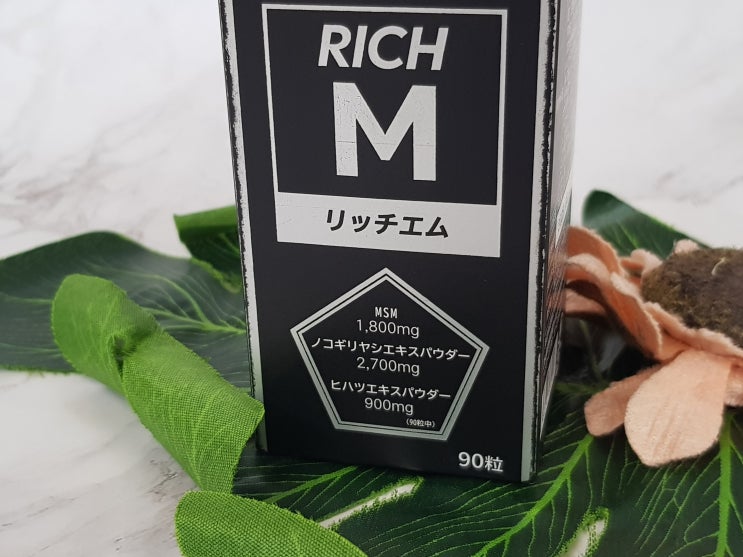 RICH
M
リッチエム
MSM
1,800mg
ノコギリヤシエキスパウダー
2,700mg
ヒハツエキスパウダー
900mg
(90粒中)
90粒